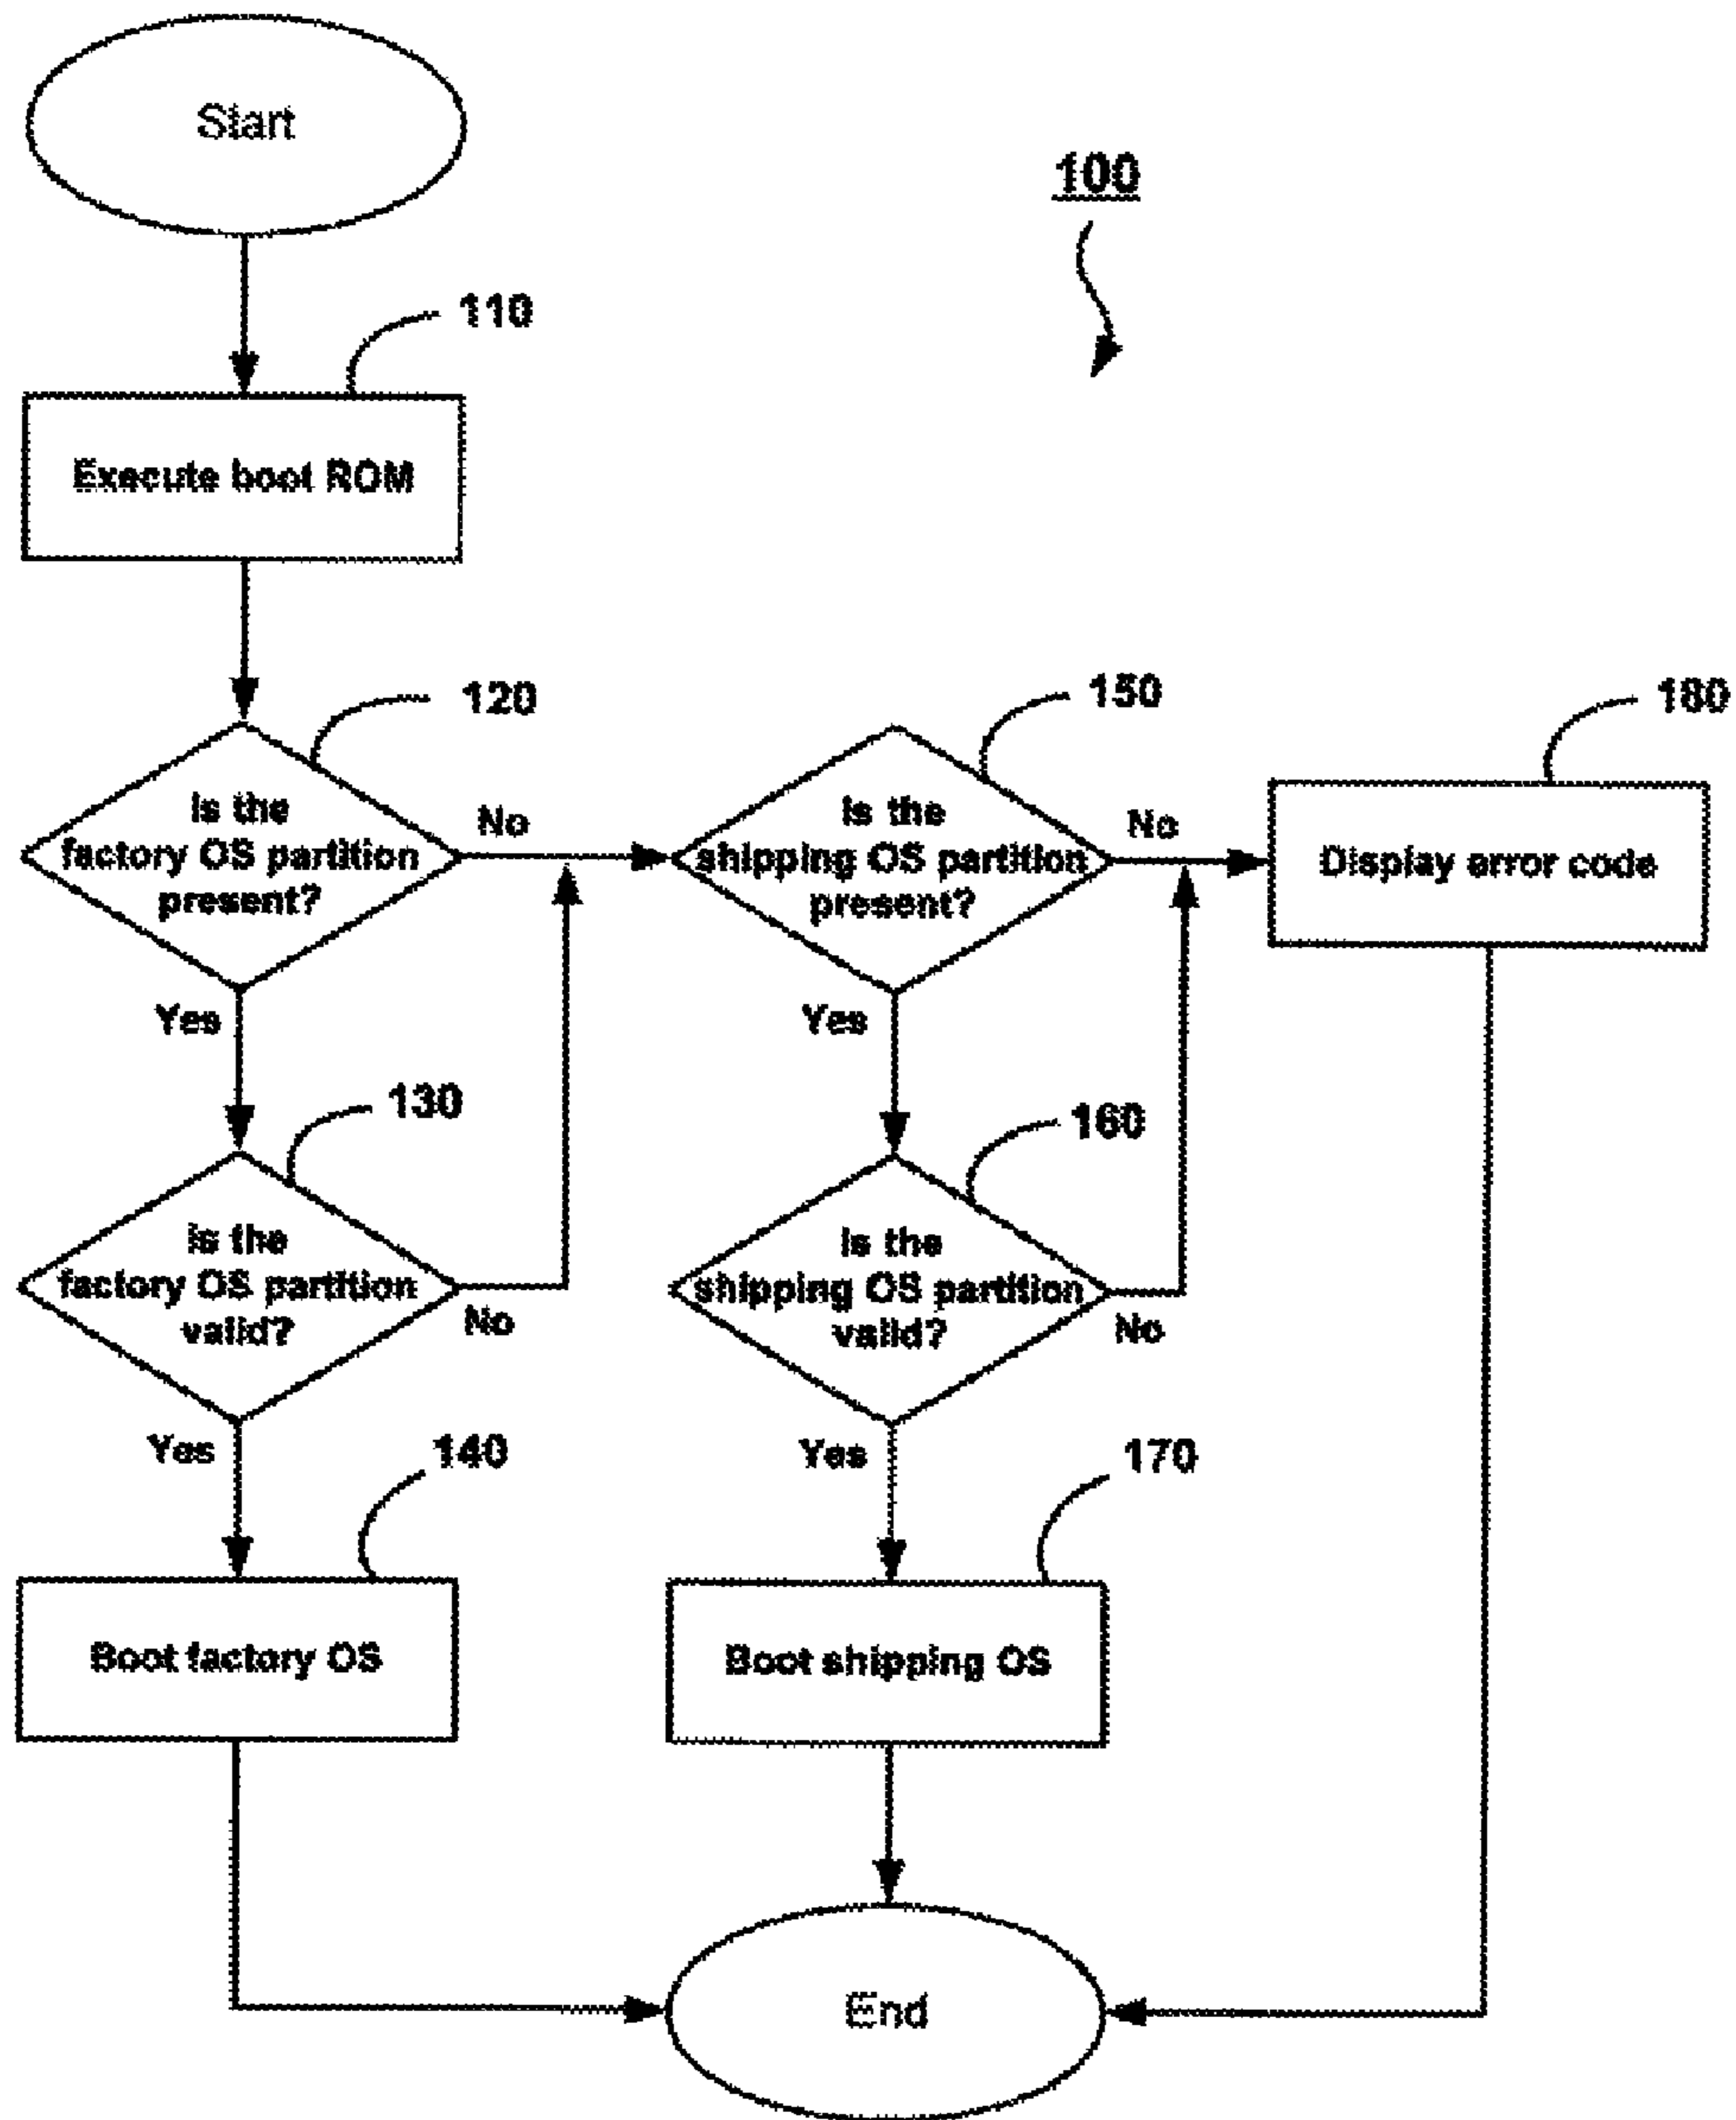 Start
100
110
Execute boot ROM
120
150
180
Is the
factory OS partition
present?
No
Is the
shipping OS partition
present?
No
Display error code
Yes
Yes
130
160
Is the
factory OS partition
valid?
No
Is the
shipping OS partition
valid?
No
Yes
140
Yes
170
Boot factory OS
Boot shipping OS
End